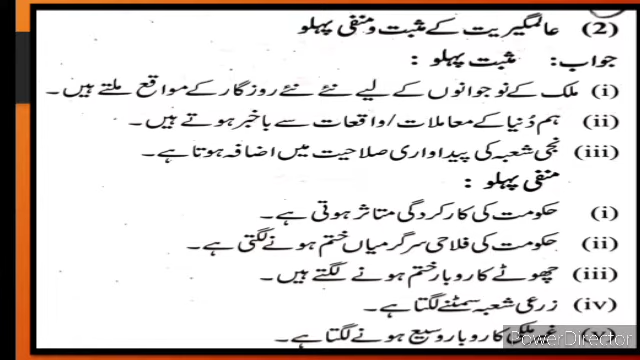 (2) عالمگیریت کے مثبت و منفی پہلو
جواب: مثبت پہلو :
(i) ملک کے نوجوانوں کے لیے نئے نئے روزگار کے مواقع ملتے ہیں۔
(ii) ہم دُنیا کے معاملات/واقعات سے باخبر ہوتے ہیں۔
(iii) نجی شعبہ کی پیداواری صلاحیت میں اضافہ ہوتا ہے۔
منفی پہلو :
(i) حکومت کی کارکردگی متاثر ہوتی ہے۔
(ii) حکومت کی فلاحی سرگرمیاں ختم ہونے لگتی ہے۔
(iii) چھوٹے کاروبار ختم ہونے لگتے ہیں۔
(iv) زرعی شعبہ سمٹنے لگتا ہے۔
(v) غیر ملکی کاروبار وسیع ہونے لگتا ہے۔
PowerDirector